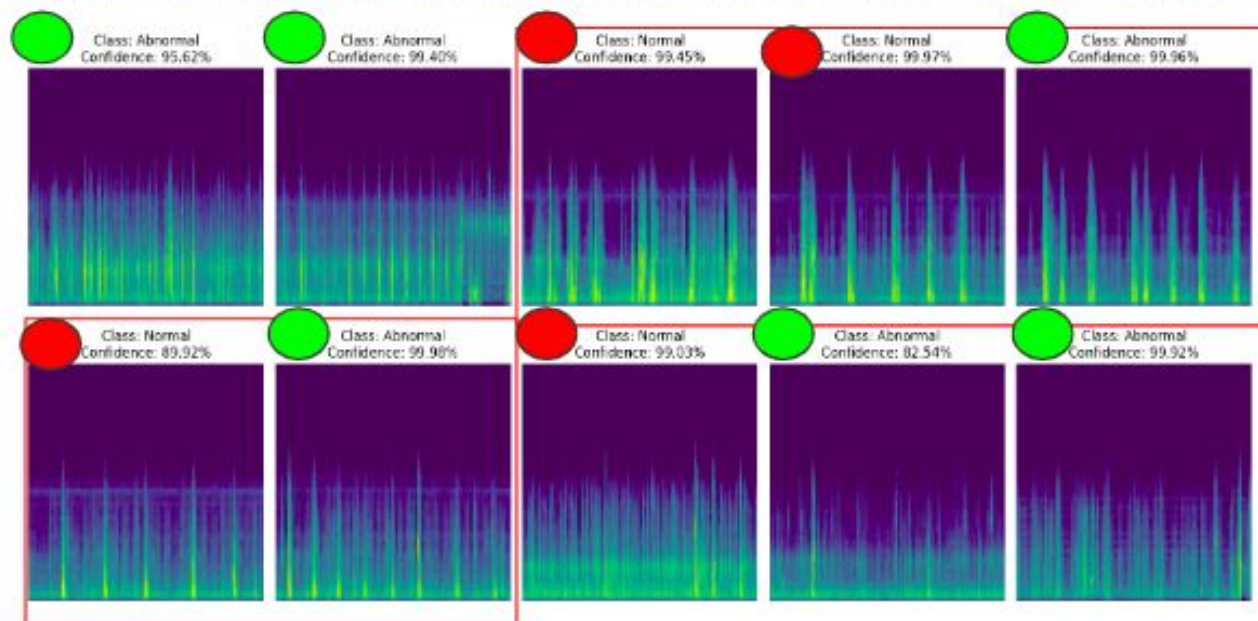 Class: Abnormal
Confidence: 95.62%
Class: Abnormal
Confidence: 99.40%
Class: Normal
Confidence: 99.45%
Class: Normal
Confidence: 99.97%
Class: Abnormal
Confidence: 99.96%
Class: Normal
Confidence: 89.92%
Class: Abnormal
Confidence: 99.98%
Class: Normal
Confidence: 99.03%
Class: Abnormal
Confidence: 82.54%
Class: Abnormal
Confidence: 99.92%